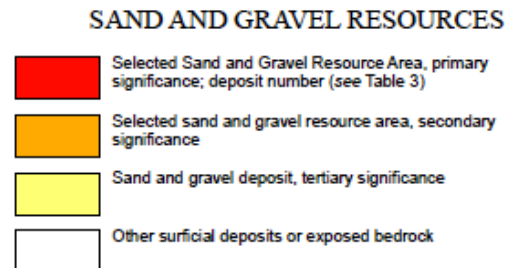 SAND AND GRAVEL RESOURCES
Selected Sand and Gravel Resource Area, primary
significance; deposit number (see Table 3)
Selected sand and gravel resource area, secondary
significance
Sand and gravel deposit, tertiary significance
Other surficial deposits or exposed bedrock